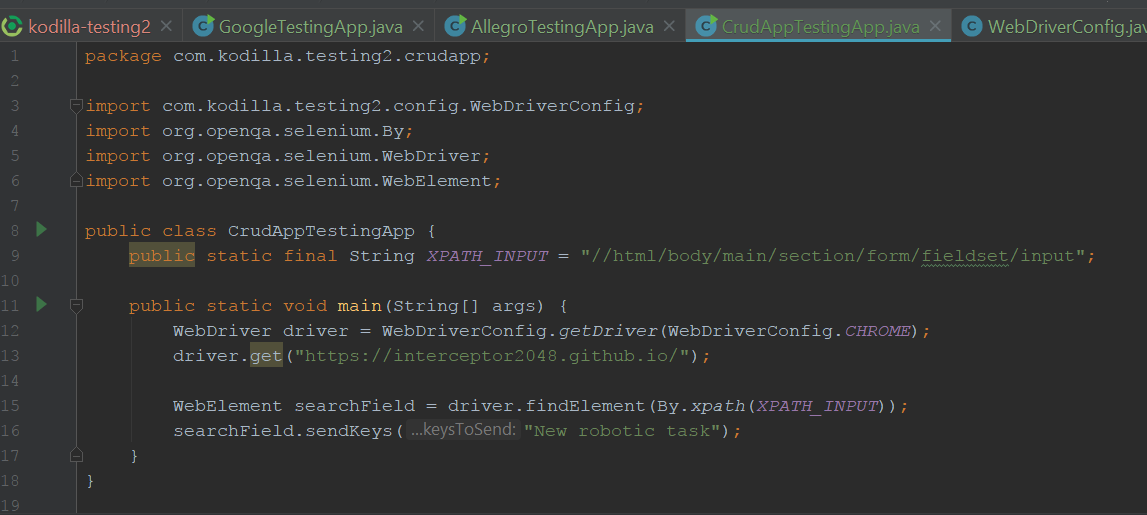 kodilla-testing2 GoogleTestingApp.java AllegroTestingApp.java CrudAppTestingApp.java WebDriverConfig.jav
1 package com.kodilla.testing2.crudapp;
2
3 import com.kodilla.testing2.config.WebDriverConfig;
4 import org.openqa.selenium.By;
5 import org.openqa.selenium.WebDriver;
6 import org.openqa.selenium.WebElement;
7
8 public class CrudAppTestingApp {
9 public static final String XPATH_INPUT = "//html/body/main/section/form/fieldset/input";
10
11 public static void main(String[] args) {
12 WebDriver driver = WebDriverConfig.getDriver(WebDriverConfig.CHROME);
13 driver.get("https://interceptor2048.github.io/");
14
15 WebElement searchField = driver.findElement(By.xpath(XPATH_INPUT));
16 searchField.sendKeys( ...keysToSend: "New robotic task");
17 }
18 }
19